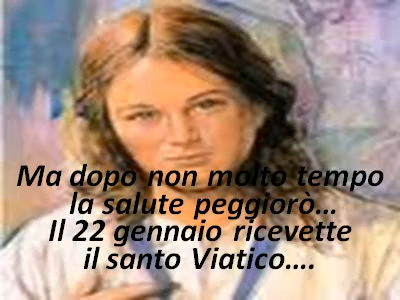 Ma dopo non molto tempo
la salute peggiorò...
Il 22 gennaio ricevette
il santo Viatico....